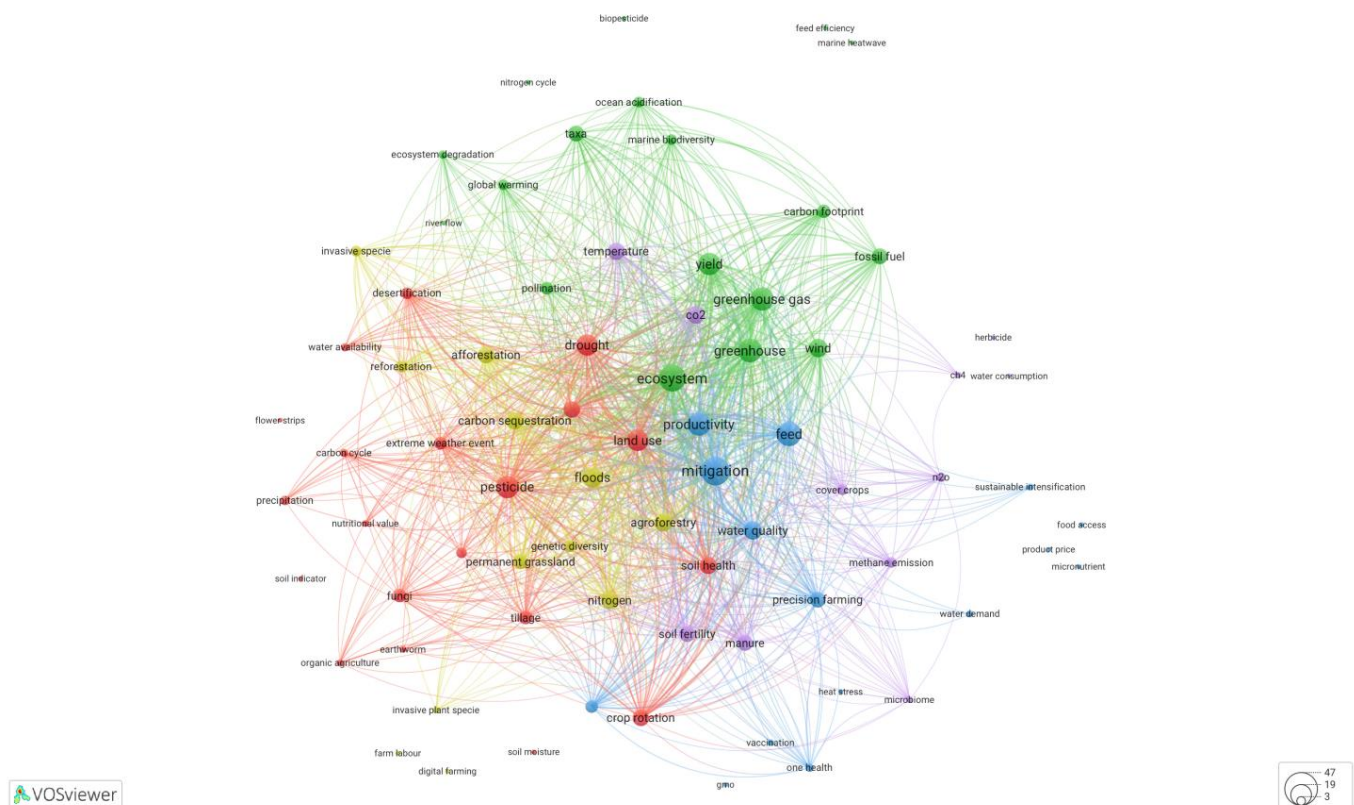 biopesticide
feed efficiency
marine heatwave
nitrogen cycle
ocean acidification
taxa
marine biodiversity
ecosystem degradation
global warming
carbon footprint
river flow
invasive specie
temperature
fossil fuel
yield
pollination
desertification
greenhouse gas
co2
herbicide
drought
water availability
greenhouse
wind
afforestation
reforestation
ch4
water consumption
ecosystem
flower strips
carbon sequestration
productivity
feed
land use
extreme weather event
carbon cycle
mitigation
floods
n2o
pesticide
cover crops
sustainable intensification
precipitation
nutritional value
agroforestry
water quality
food access
genetic diversity
product price
permanent grassland
soil health
methane emission
micronutrient
soil indicator
fungi
nitrogen
precision farming
tillage
water demand
soil fertility
manure
earthworm
organic agriculture
heat stress
microbiome
invasive plant specie
crop rotation
vaccination
farm labour
soil moisture
digital farming
one health
gmo
VOSviewer
47
19
3